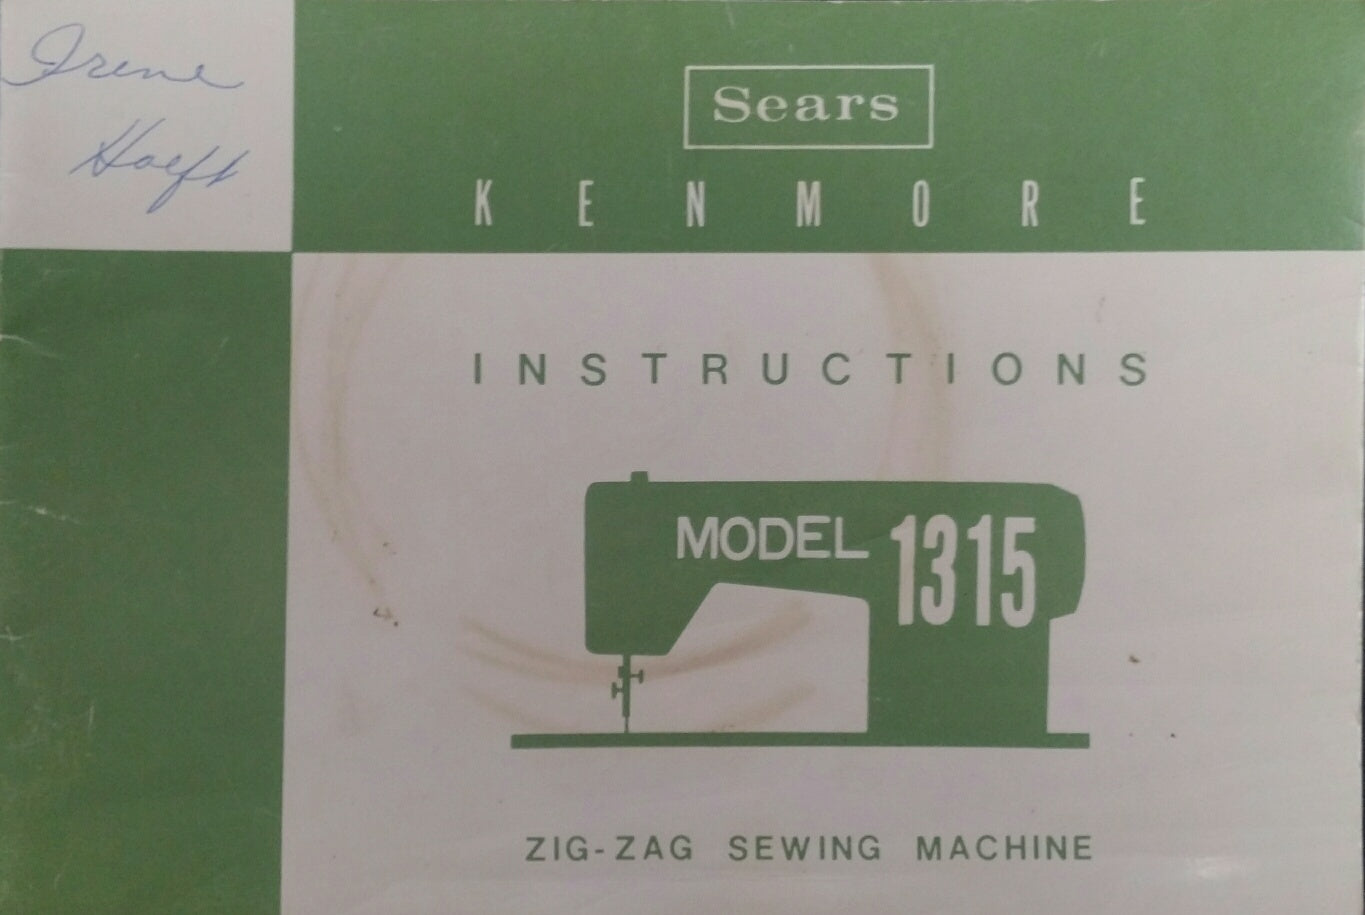 Irene
Hoeft
Sears
KENMORE
INSTRUCTIONS
MODEL 1315
ZIG-ZAG SEWING MACHINE